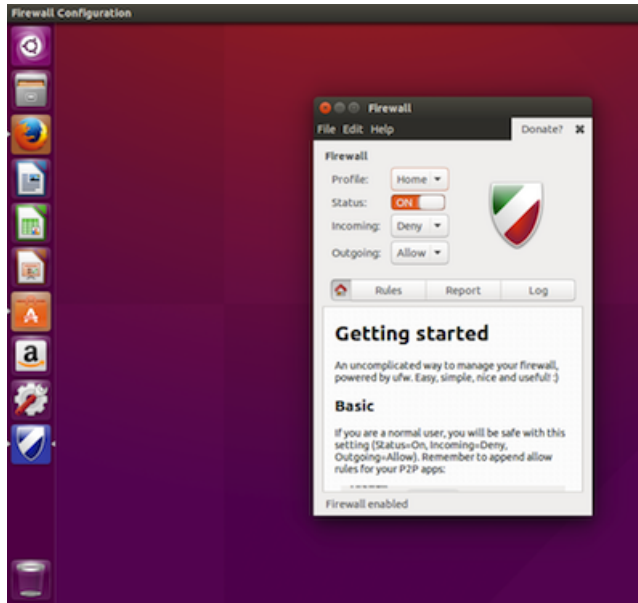 Firewall Configuration
Firewall
File Edit Help
Donate? ✖
Firewall
Profile: Home
Status: ON
Incoming: Deny
Outgoing: Allow
Rules Report Log
Getting started
An uncomplicated way to manage your firewall,
powered by ufw. Easy, simple, nice and useful! :)
Basic
If you are a normal user, you will be safe with this
setting (Status=On, Incoming=Deny,
Outgoing=Allow). Remember to append allow
rules for your P2P apps:
Firewall enabled
A
a